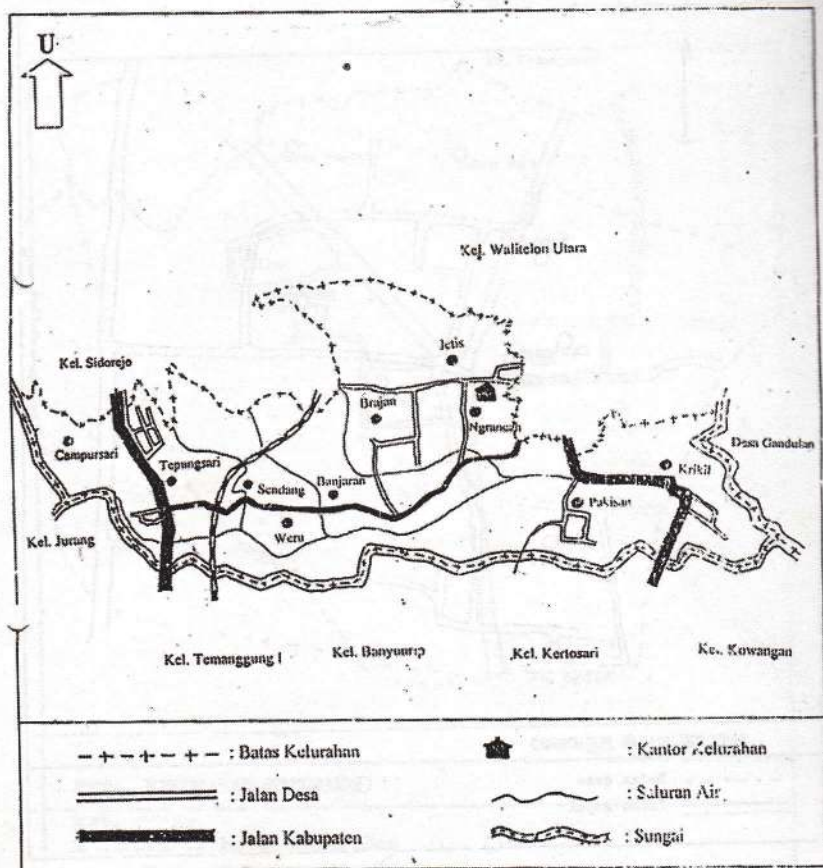 U
Kel. Walitelon Utara
Jetis
Kel. Sidorejo
Brajan
Ngrancah
Campursari
Desa Gandulan
Tepungsari
Krikil
Sendang
Banjaran
Pakisan
Weru
Kel. Jurang
Kel. Temanggung I
Kel. Banyuurip
Kel. Kertosari
Kel. Kowangan
: Batas Kelurahan
: Kantor Kelurahan
: Jalan Desa
: Saluran Air
: Jalan Kabupaten
: Sungai